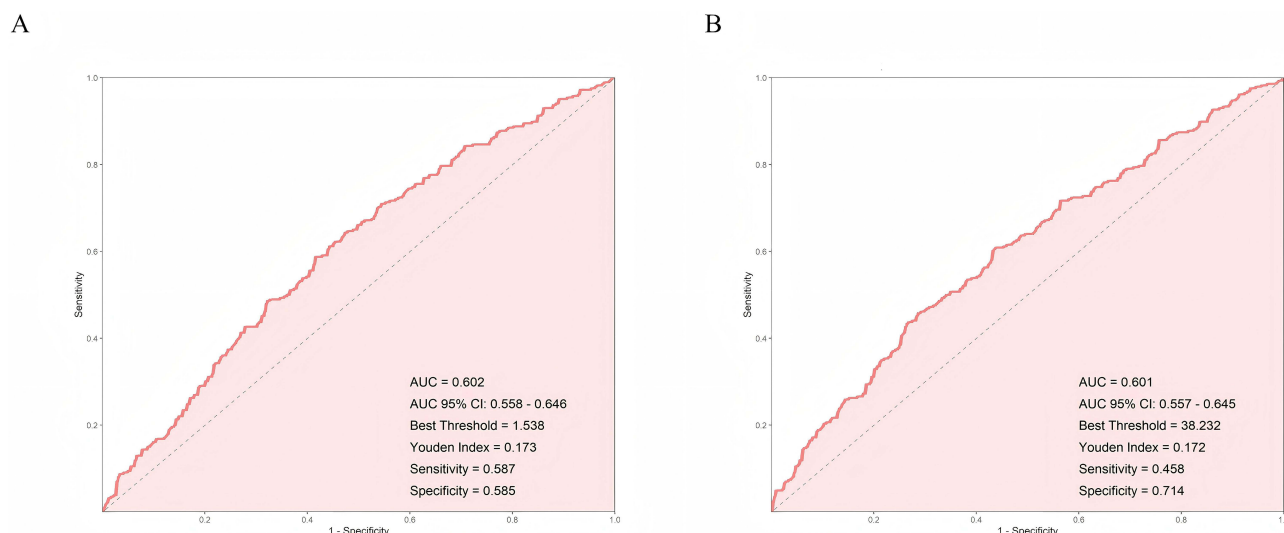 A
B
1.0
0.8
0.6
0.4
0.2
Sensitivity
AUC = 0.602
AUC 95% CI: 0.558 - 0.646
Best Threshold = 1.538
Youden Index = 0.173
Sensitivity = 0.587
Specificity = 0.585
0.2
0.4
0.6
0.8
1.0
1 - Specificity
1.0
0.8
0.6
0.4
0.2
Sensitivity
AUC = 0.601
AUC 95% CI: 0.557 - 0.645
Best Threshold = 38.232
Youden Index = 0.172
Sensitivity = 0.458
Specificity = 0.714
0.2
0.4
0.6
0.8
1 - Specificity